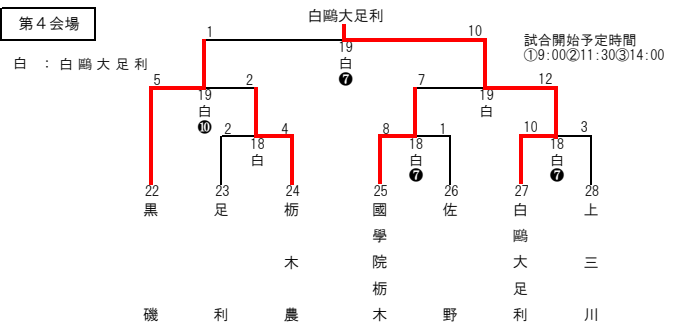 白鷗大足利
第4会場
1
10
試合開始予定時間
19
①9:00②11:30③14:00
白 : 白鷗大足利
白
❼
5
2
7
12
19
19
白
白
❿
2
4
8
1
10
3
18
18
18
白
白
白
❼
❼
22
23
24
25
26
27
28
黒磯
足利
栃木農
國學院栃木
佐野
白鷗大足利
上三川